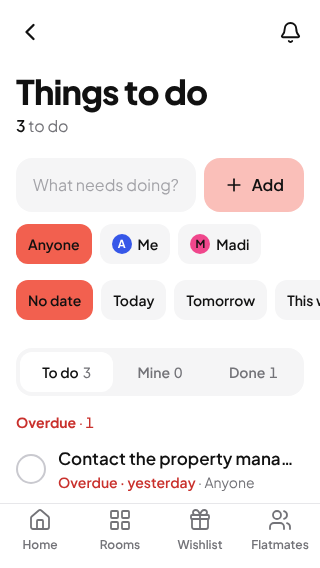 Things to do
3 to do
What needs doing?
+ Add
Anyone
A Me
M Madi
No date
Today
Tomorrow
This
To do 3
Mine 0
Done 1
Overdue · 1
Contact the property mana...
Overdue · yesterday · Anyone
Home
Rooms
Wishlist
Flatmates